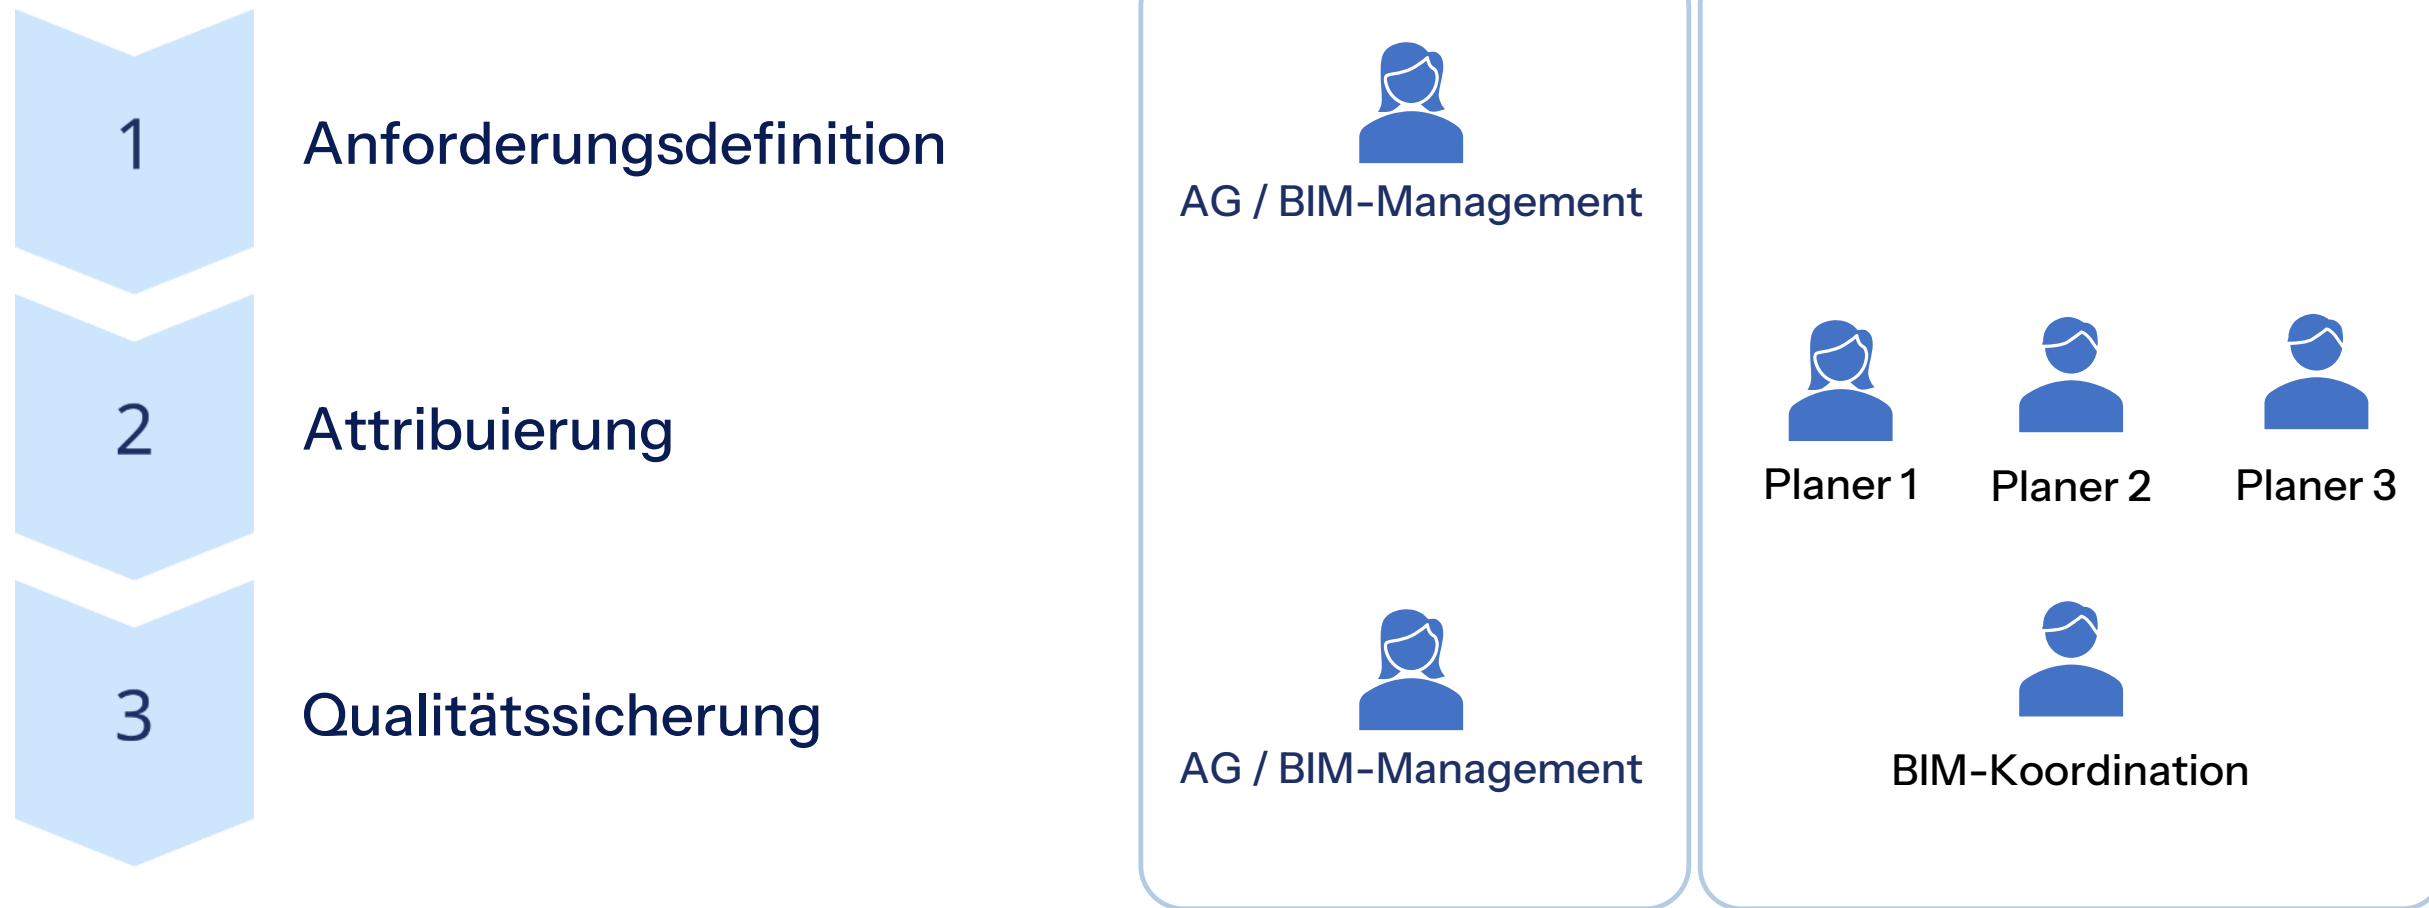 1
Anforderungsdefinition
AG / BIM-Management
2
Attribuierung
Planer 1
Planer 2
Planer 3
3
Qualitätssicherung
AG / BIM-Management
BIM-Koordination